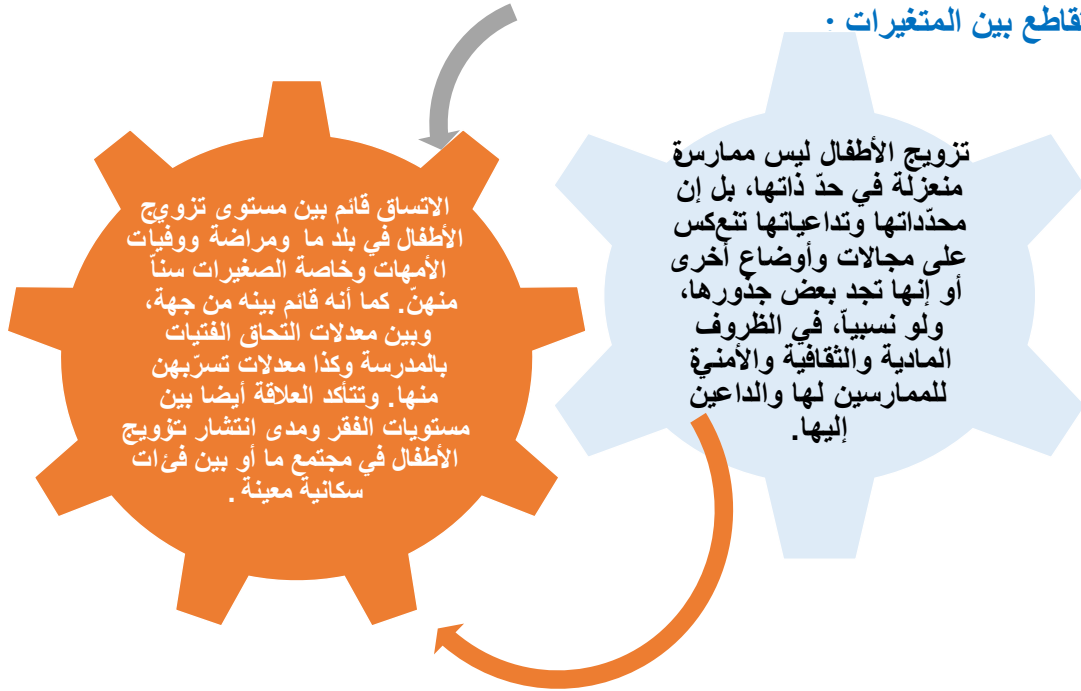 تقاطع بين المتغيرات :
تزويج الأطفال ليس ممارسة
منعزلة في حدّ ذاتها، بل إن
محدّداتها وتداعياتها تنعكس
على مجالات وأوضاع أخرى
أو إنها تجد بعض جذورها،
ولو نسبياّ، في الظروف
المادية والثقافية والأمنية
للممارسين لها والداعين
إليها.
الاتساق قائم بين مستوى تزويج
الأطفال في بلد ما ومراضة ووفيات
الأمهات وخاصة الصغيرات سناّ
منهنّ. كما أنه قائم بينه من جهة،
وبين معدلات التحاق الفتيات
بالمدرسة وكذا معدلات تسرّبهن
منها. وتتأكد العلاقة أيضا بين
مستويات الفقر ومدى انتشار تزويج
الأطفال في مجتمع ما أو بين فئات
سكانية معينة .